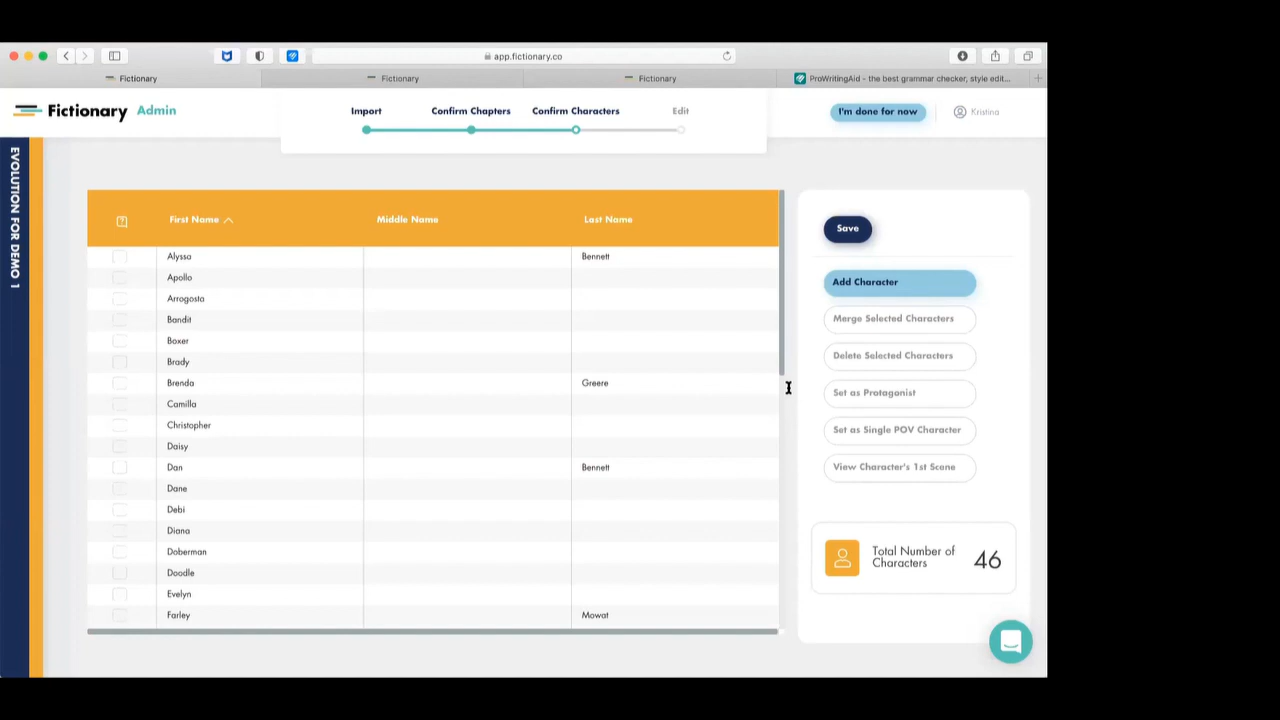 app.fictionary.co
Fictionary
Fictionary
Fictionary
ProWritingAid - the best grammar checker, style edit...
Fictionary Admin
Import
Confirm Chapters
Confirm Characters
Edit
I'm done for now
Kristina
EVOLUTION FOR DEMO 1
First Name
Middle Name
Last Name
Alyssa Bennett
Apollo
Arrogosta
Bandit
Boxer
Brady
Brenda Greere
Camilla
Christopher
Daisy
Dan Bennett
Dane
Debi
Diana
Doberman
Doodle
Evelyn
Farley Mowat
Save
Add Character
Merge Selected Characters
Delete Selected Characters
Set as Protagonist
Set as Single POV Character
View Character's 1st Scene
Total Number of
Characters
46